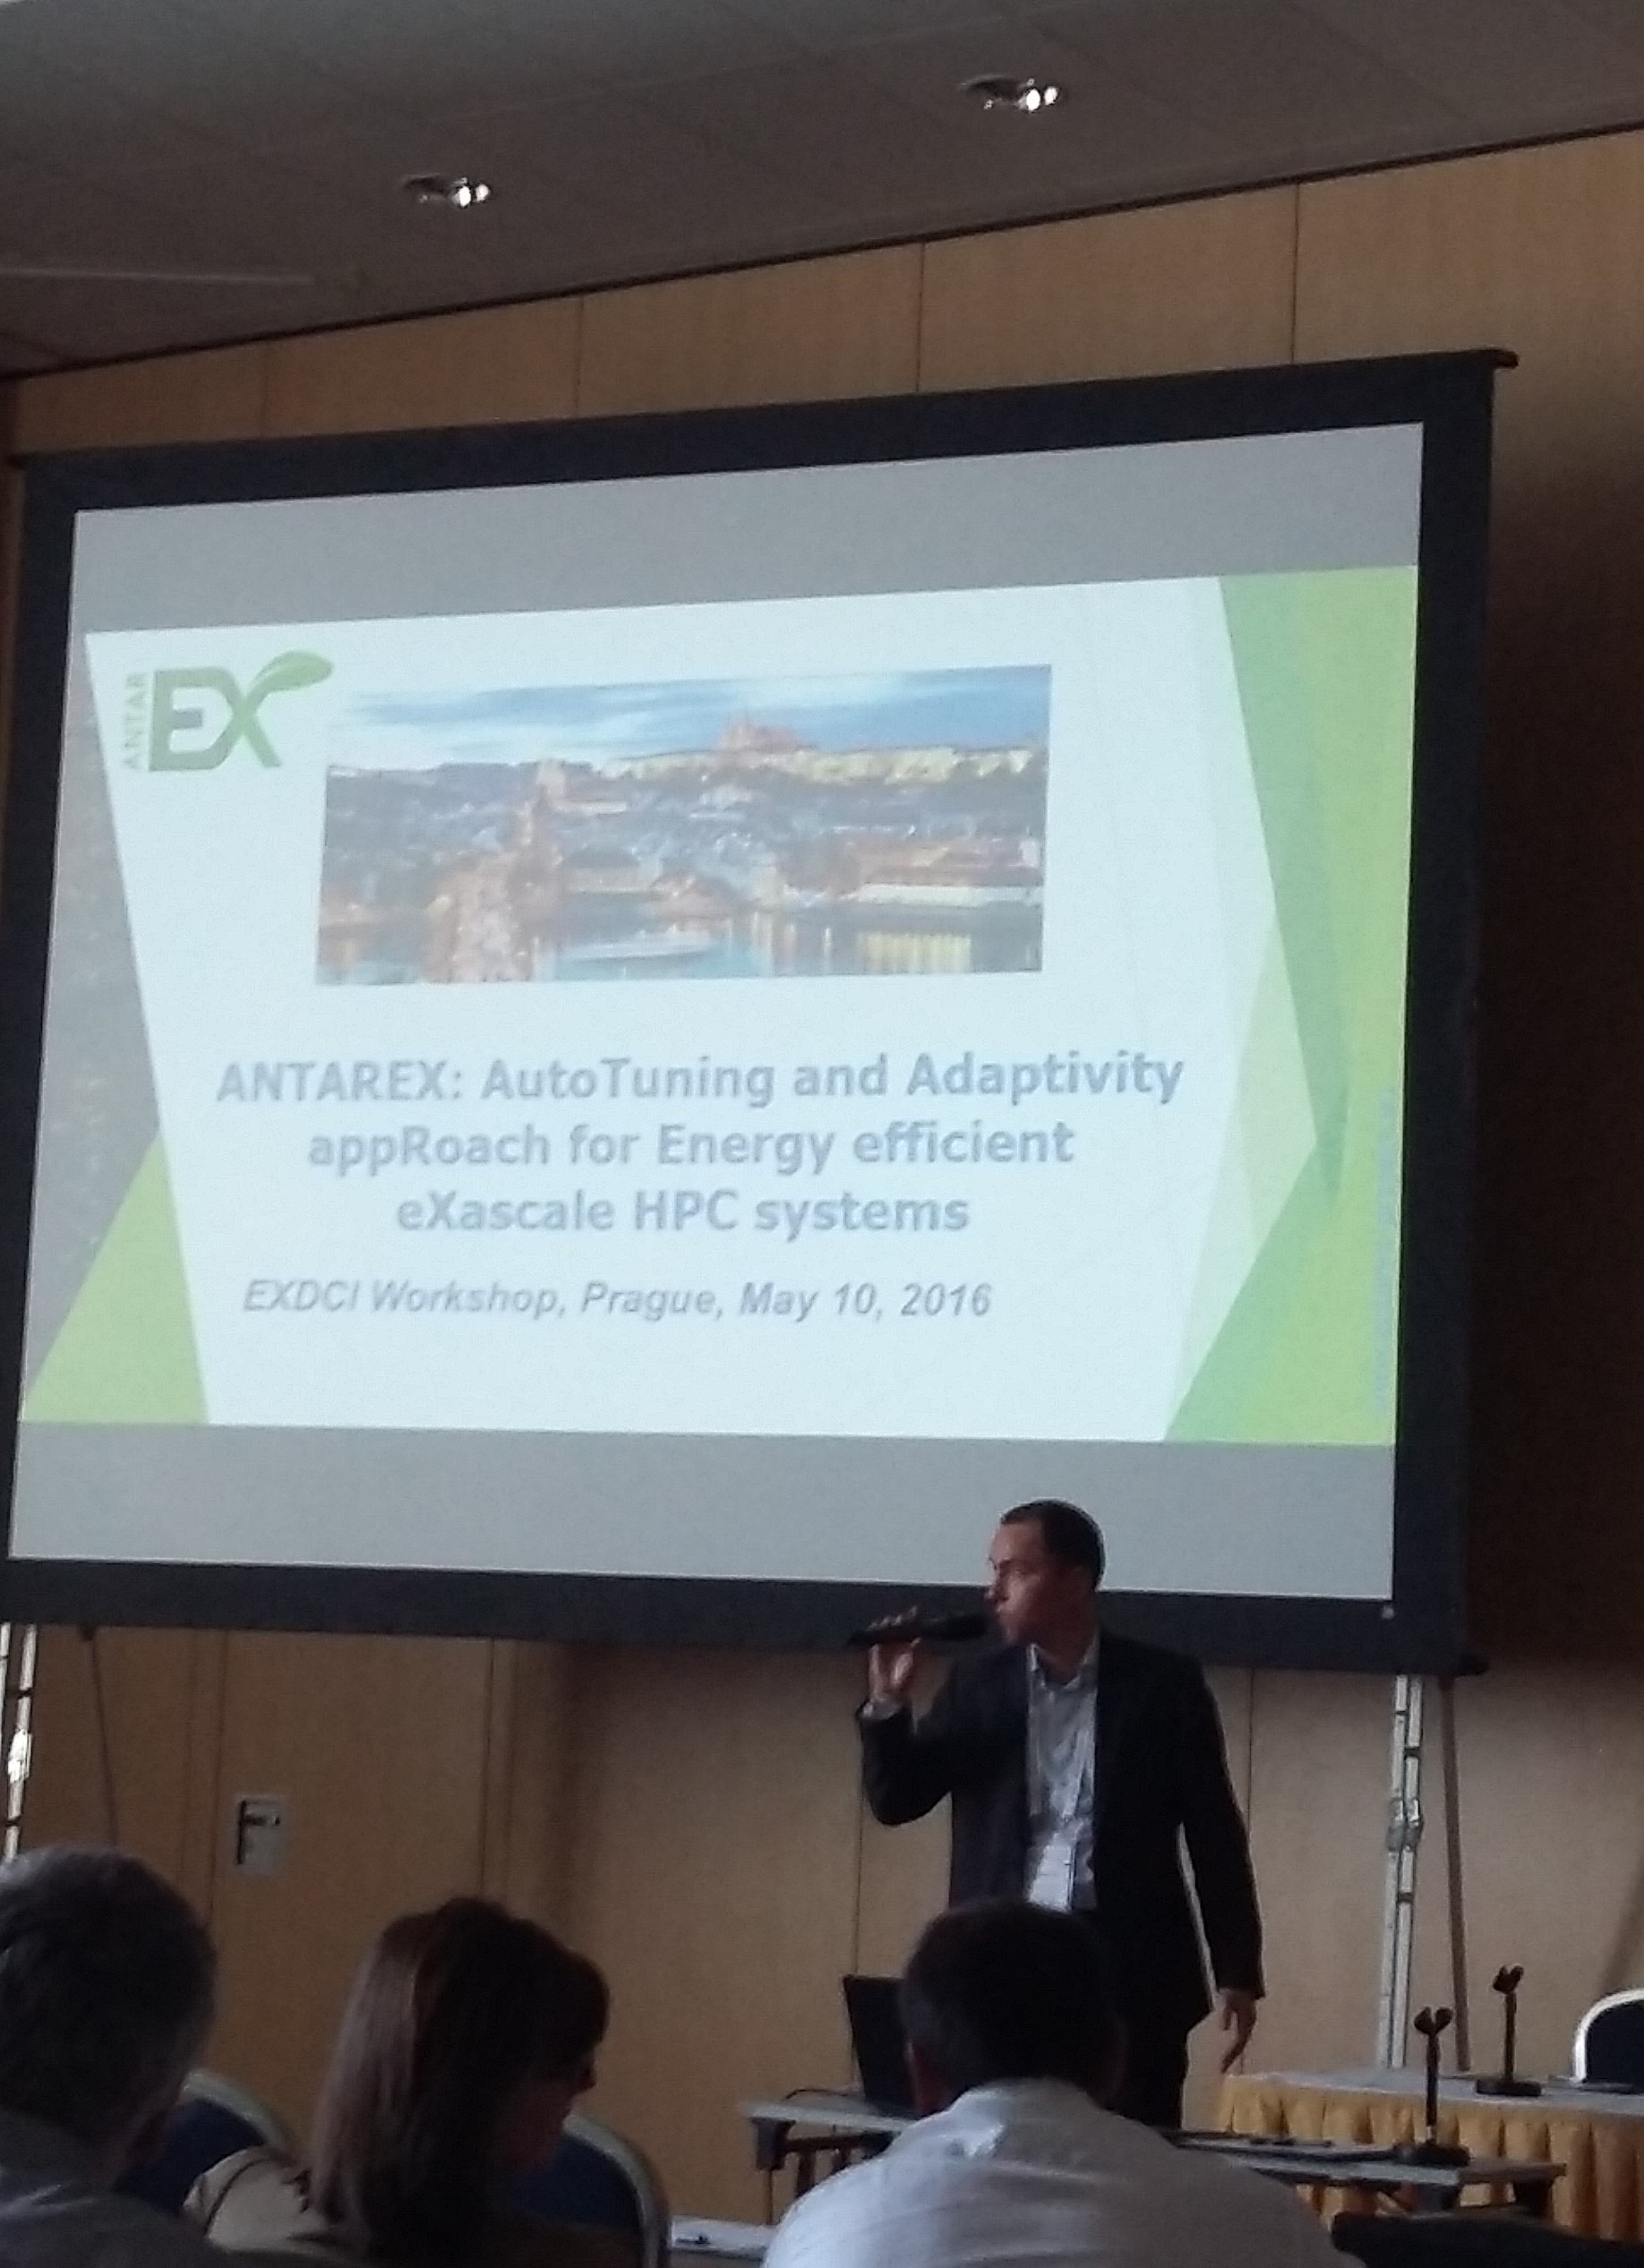 ANTAR
EX
ANTAREX: AutoTuning and Adaptivity
appRoach for Energy efficient
eXascale HPC systems
EXDCI Workshop, Prague, May 10, 2016